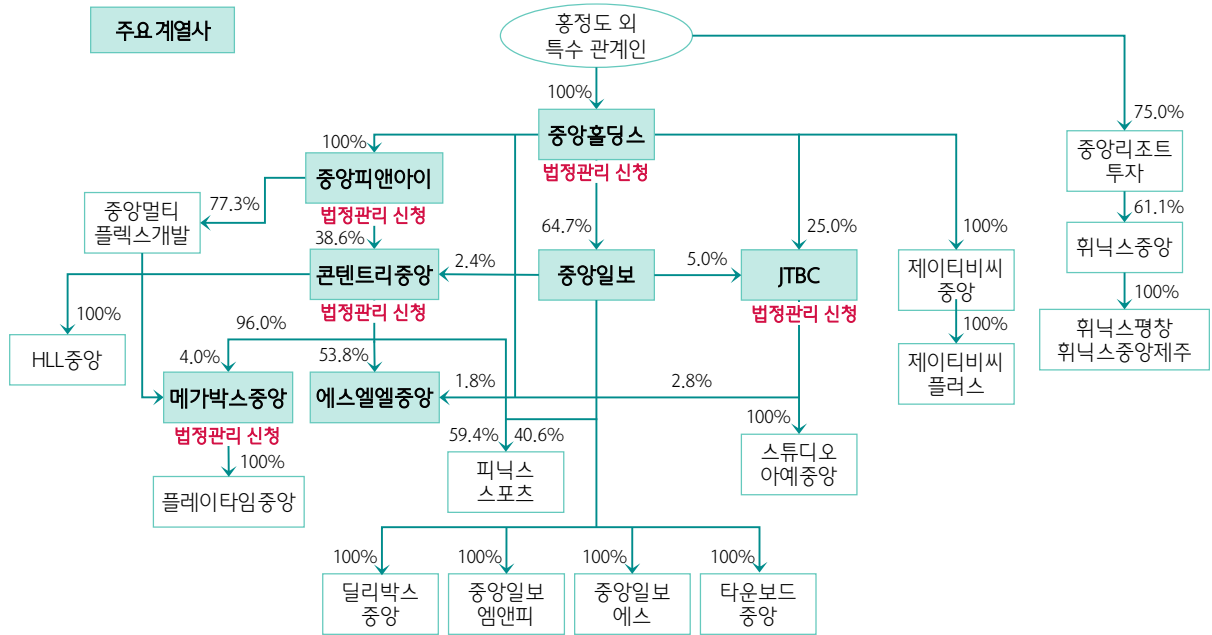 주요 계열사
홍정도 외
특수 관계인
100%
중앙홀딩스
법정관리 신청
75.0%
중앙리조트
투자
100%
중앙피앤아이
법정관리 신청
77.3%
중앙멀티
플렉스개발
64.7%
25.0%
100%
61.1%
휘닉스중앙
38.6%
콘텐트리중앙
법정관리 신청
2.4%
중앙일보
5.0%
JTBC
법정관리 신청
제이티비씨
중앙
100%
휘닉스평창
휘닉스중앙제주
100%
HLL중앙
96.0%
4.0%
메가박스중앙
법정관리 신청
53.8%
에스엘엘중앙
1.8%
2.8%
100%
제이티비씨
플러스
100%
플레이타임중앙
59.4%
40.6%
피닉스
스포츠
100%
스튜디오
아예중앙
100%
딜리박스
중앙
100%
중앙일보
엠앤피
100%
중앙일보
에스
100%
타운보드
중앙